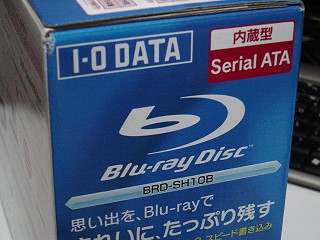 I-O DATA
内蔵型
Serial ATA
Blu-ray Disc
BRD-SH10B
思い出を、Blu-rayで
きれいに、たっぷり残す
スピード書き込み